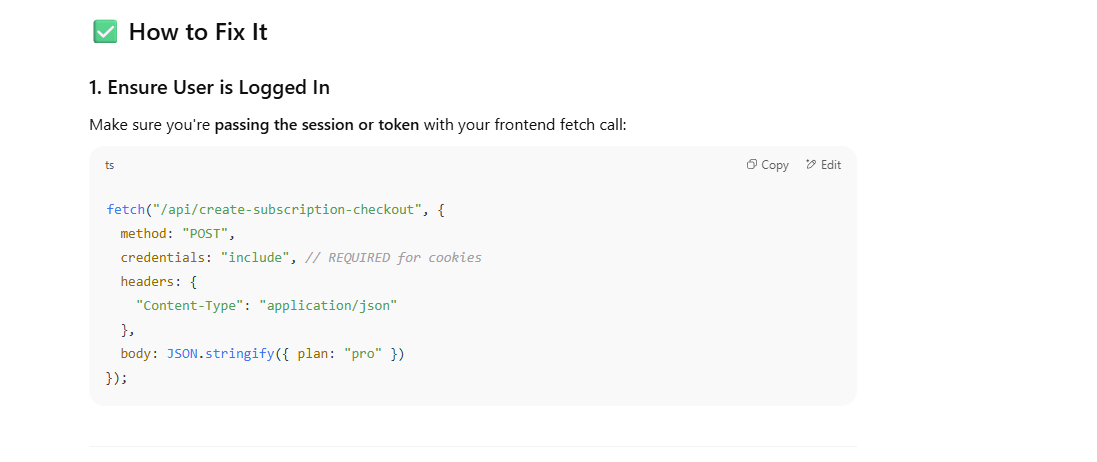 ✅ How to Fix It
1. Ensure User is Logged In
Make sure you're passing the session or token with your frontend fetch call:
ts
Copy
Edit
fetch("/api/create-subscription-checkout", {
  method: "POST",
  credentials: "include", // REQUIRED for cookies
  headers: {
    "Content-Type": "application/json"
  },
  body: JSON.stringify({ plan: "pro" })
});